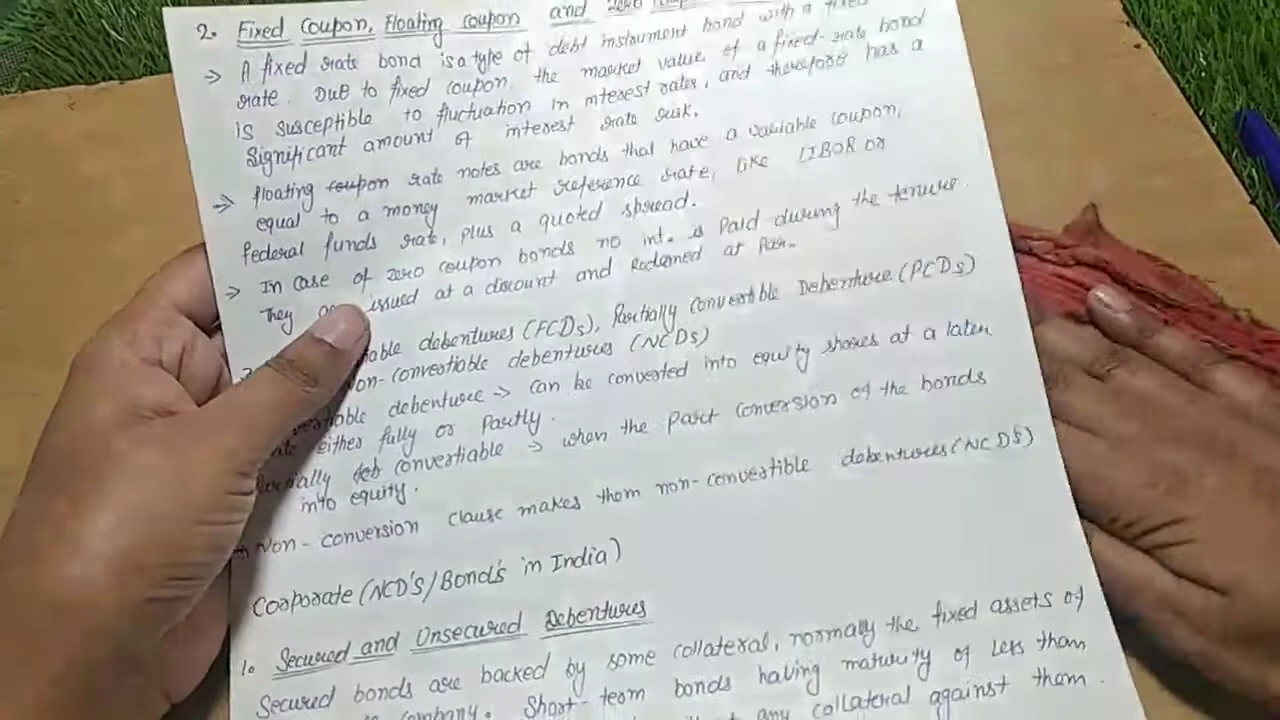 2. Fixed Coupon, Floating coupon and Zero
⇒ A fixed rate bond is a type of debt instrument bond with a fixed
rate. Due to fixed coupon, the market value of a fixed-rate bond
is susceptible to fluctuation in interest rates, and therefore has a
Significant amount of interest rate risk.
⇒ floating coupon rate notes are bonds that have a variable coupon,
equal to a money market reference rate, like LIBOR or
federal funds rate, plus a quoted spread.
⇒ In case of zero coupon bonds no int. is Paid during the tenure.
They issued at a discount and Redeemed at Par.
debentures (FCDs), Partially Convertible Debenture (PCDs)
Non-Convertiable debentures (NCDs)
debenture → can be converted into equity shares at a later
either fully or Partly.
Partially deb convertiable → when the part conversion of the bonds
into equity.
→ Non-conversion clause makes them non-convertible debentures (NCD'S)
Corporate (NCD'S/Bond's in India)
1. Secured and Unsecured Debentures
Secured bonds are backed by some collateral, normally the fixed assets of
company. Short-term bonds having maturity of Less than
any collateral against them.